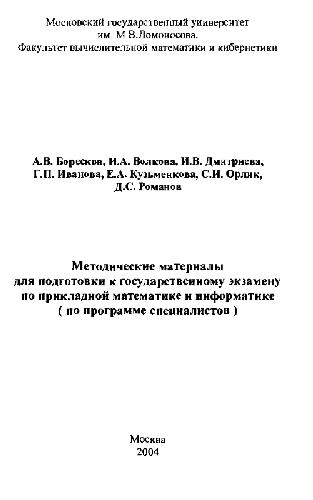 Московский государственный университет
им. М.В.Ломоносова.
Факультет вычислительной математики и кибернетики
А.В. Боресков, И.А. Волкова, И.В. Дмитриева,
Г.П. Иванова, Е.А. Кузьменкова, С.И. Орлик,
Д.С. Романов
Методические материалы
для подготовки к государственному экзамену
по прикладной математике и информатике
( по программе специалистов )
Москва
2004